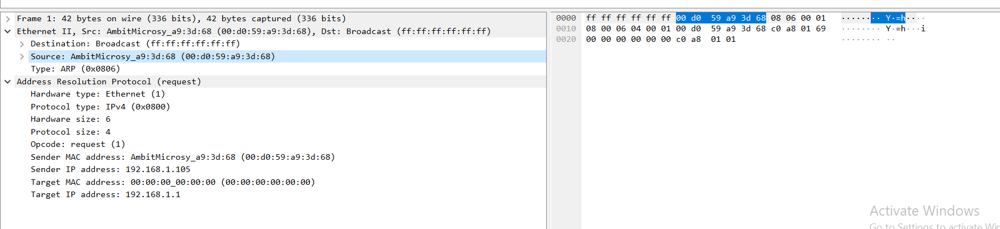 Frame 1: 42 bytes on wire (336 bits), 42 bytes captured (336 bits)
Ethernet II, Src: AmbitMicrosy_a9:3d:68 (00:d0:59:a9:3d:68), Dst: Broadcast (ff:ff:ff:ff:ff:ff)
Destination: Broadcast (ff:ff:ff:ff:ff:ff)
Source: AmbitMicrosy_a9:3d:68 (00:d0:59:a9:3d:68)
Type: ARP (0x0806)
Address Resolution Protocol (request)
Hardware type: Ethernet (1)
Protocol type: IPv4 (0x0800)
Hardware size: 6
Protocol size: 4
Opcode: request (1)
Sender MAC address: AmbitMicrosy_a9:3d:68 (00:d0:59:a9:3d:68)
Sender IP address: 192.168.1.105
Target MAC address: 00:00:00_00:00:00 (00:00:00:00:00:00)
Target IP address: 192.168.1.1
0000 ff ff ff ff ff ff 00 d0 59 a9 3d 68 08 06 00 01 ········ Y·=h····
0010 08 00 06 04 00 01 00 d0 59 a9 3d 68 c0 a8 01 69 ········ Y·=h···i
0020 00 00 00 00 00 00 c0 a8 01 01 ········ ··
Activate Windows
Go to Settings to activate Win